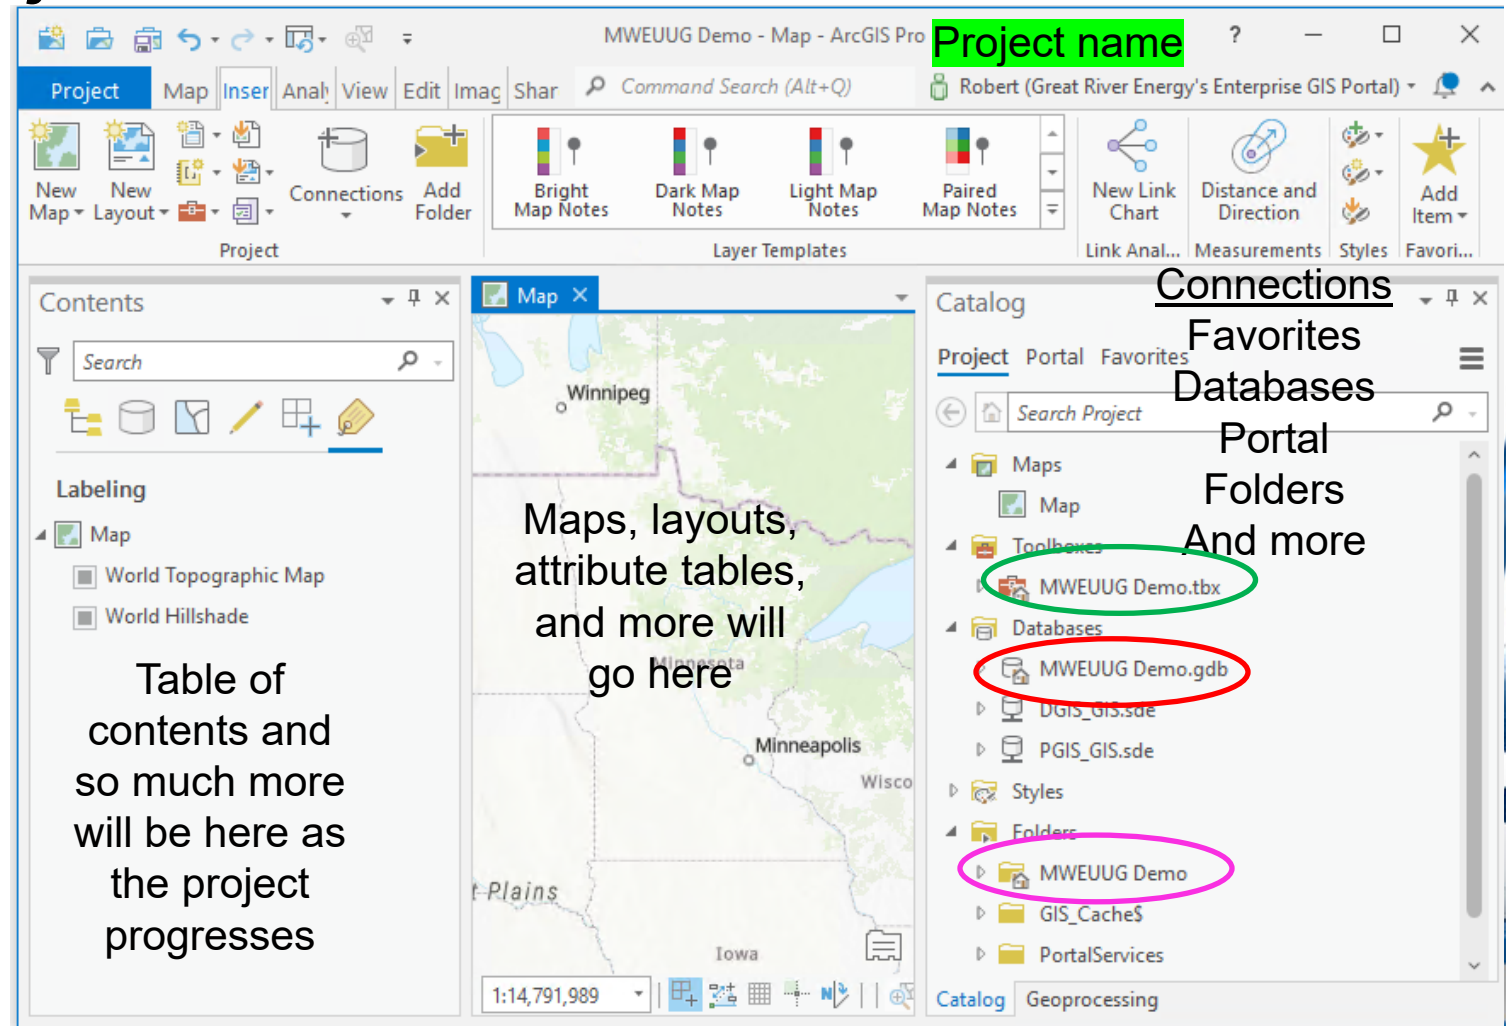 MWEUUG Demo - Map - ArcGIS Pro
Project name
?
Project Map Inser Analy View Edit Imag Shar
Command Search (Alt+Q)
Robert (Great River Energy's Enterprise GIS Portal)
New Map
New Layout
Connections
Add Folder
Project
Bright Map Notes
Dark Map Notes
Light Map Notes
Paired Map Notes
Layer Templates
New Link Chart
Link Anal...
Distance and Direction
Measurements
Styles
Add Item
Favori...
Contents
Search
Labeling
Map
World Topographic Map
World Hillshade
Table of
contents and
so much more
will be here as
the project
progresses
Map
Winnipeg
Maps, layouts,
attribute tables,
and more will
go here
Minnesota
Minneapolis
Wisco
t Plains
Iowa
1:14,791,989
Catalog
Connections
Favorites
Databases
Portal
Folders
And more
Project Portal Favorites
Search Project
Maps
Map
Toolboxes
MWEUUG Demo.tbx
Databases
MWEUUG Demo.gdb
DGIS_GIS.sde
PGIS_GIS.sde
Styles
Folders
MWEUUG Demo
GIS_Cache$
PortalServices
Catalog Geoprocessing